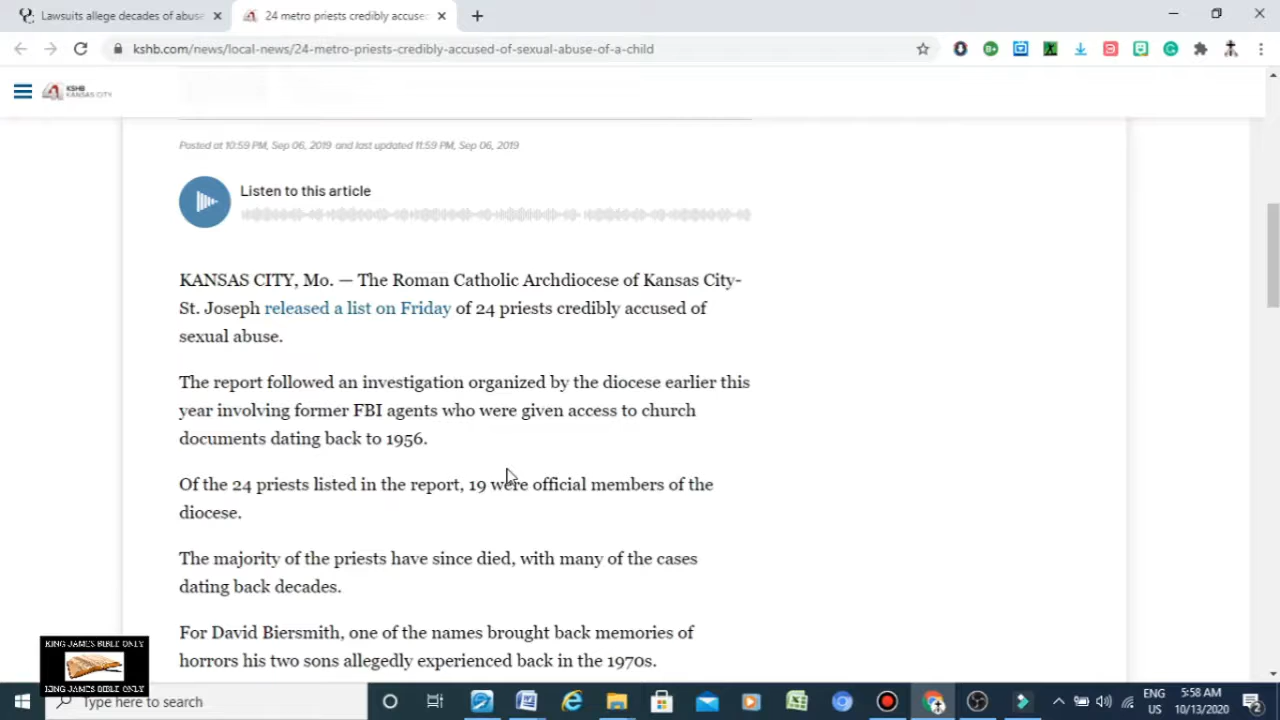 Lawsuits allege decades of abuse
24 metro priests credibly accused
kshb.com/news/local-news/24-metro-priests-credibly-accused-of-sexual-abuse-of-a-child
KSHB
KANSAS CITY
Posted at 10:59 PM, Sep 06, 2019 and last updated 11:59 PM, Sep 06, 2019
Listen to this article
KANSAS CITY, Mo. — The Roman Catholic Archdiocese of Kansas City-
St. Joseph released a list on Friday of 24 priests credibly accused of
sexual abuse.
The report followed an investigation organized by the diocese earlier this
year involving former FBI agents who were given access to church
documents dating back to 1956.
Of the 24 priests listed in the report, 19 were official members of the
diocese.
The majority of the priests have since died, with many of the cases
dating back decades.
For David Biersmith, one of the names brought back memories of
horrors his two sons allegedly experienced back in the 1970s.
KING JAMES BIBLE ONLY
KING JAMES BIBLE ONLY
Type here to search
ENG
US
5:58 AM
10/13/2020
2